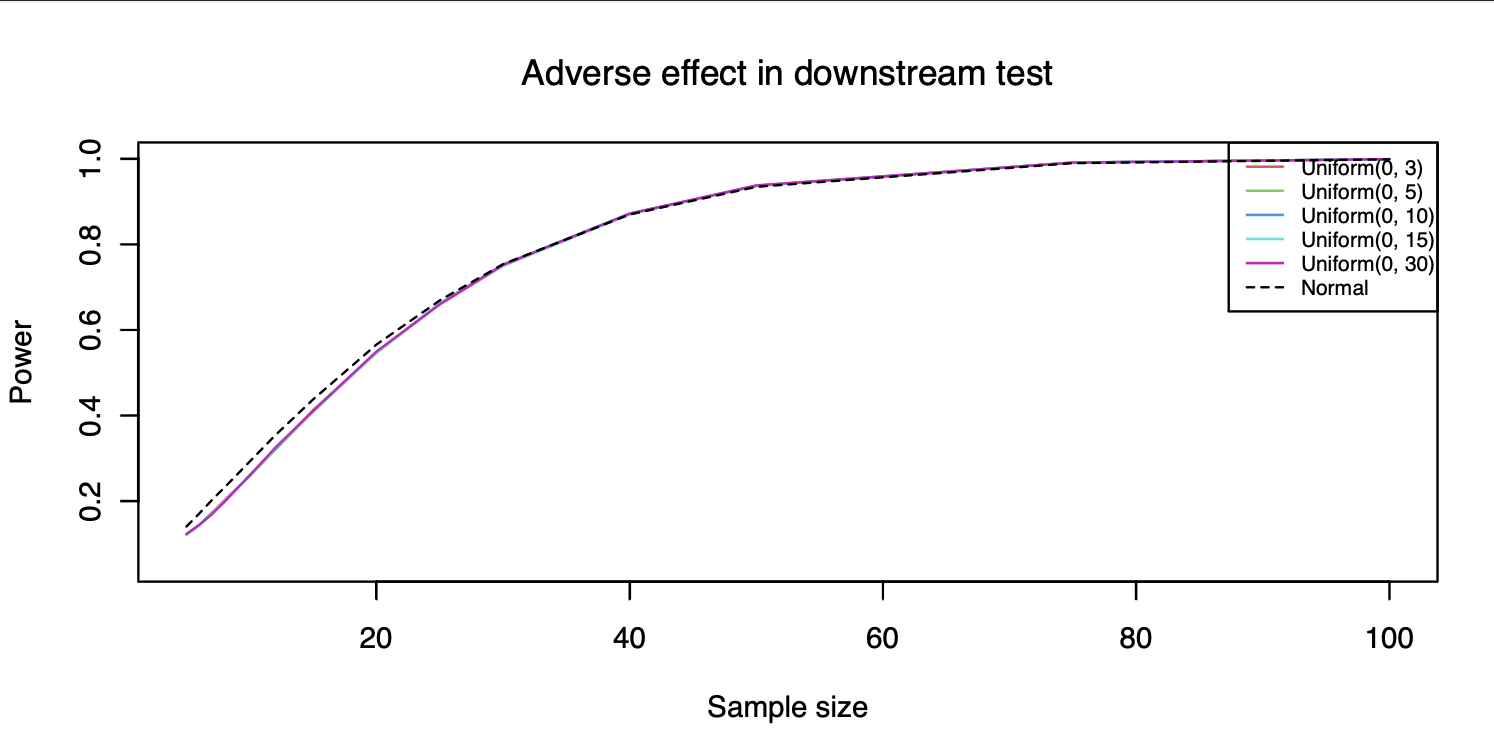 Adverse effect in downstream test
Power
1.0
0.8
0.6
0.4
0.2
Uniform(0, 3)
Uniform(0, 5)
Uniform(0, 10)
Uniform(0, 15)
Uniform(0, 30)
Normal
20 40 60 80 100
Sample size